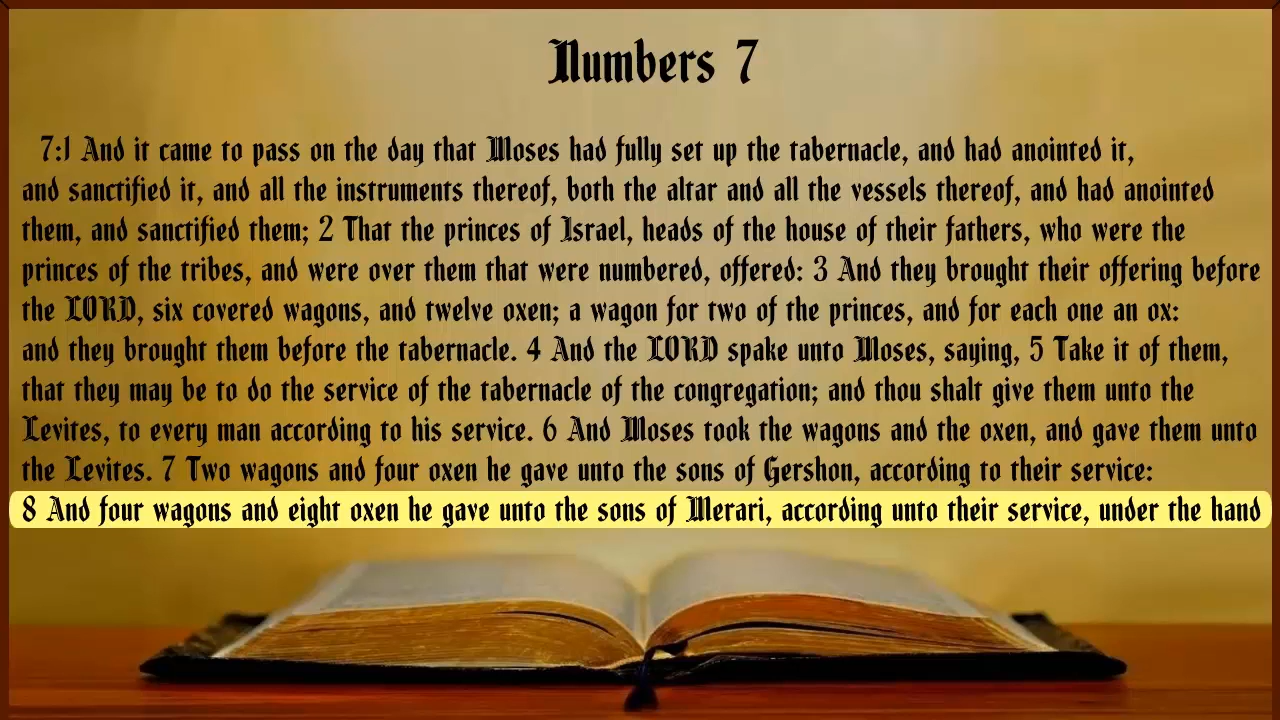 Numbers 7
7:1 And it came to pass on the day that Moses had fully set up the tabernacle, and had anointed it,
and sanctified it, and all the instruments thereof, both the altar and all the vessels thereof, and had anointed
them, and sanctified them; 2 That the princes of Israel, heads of the house of their fathers, who were the
princes of the tribes, and were over them that were numbered, offered: 3 And they brought their offering before
the LORD, six covered wagons, and twelve oxen; a wagon for two of the princes, and for each one an ox:
and they brought them before the tabernacle. 4 And the LORD spake unto Moses, saying, 5 Take it of them,
that they may be to do the service of the tabernacle of the congregation; and thou shalt give them unto the
Levites, to every man according to his service. 6 And Moses took the wagons and the oxen, and gave them unto
the Levites. 7 Two wagons and four oxen he gave unto the sons of Gershon, according to their service:
8 And four wagons and eight oxen he gave unto the sons of Merari, according unto their service, under the hand